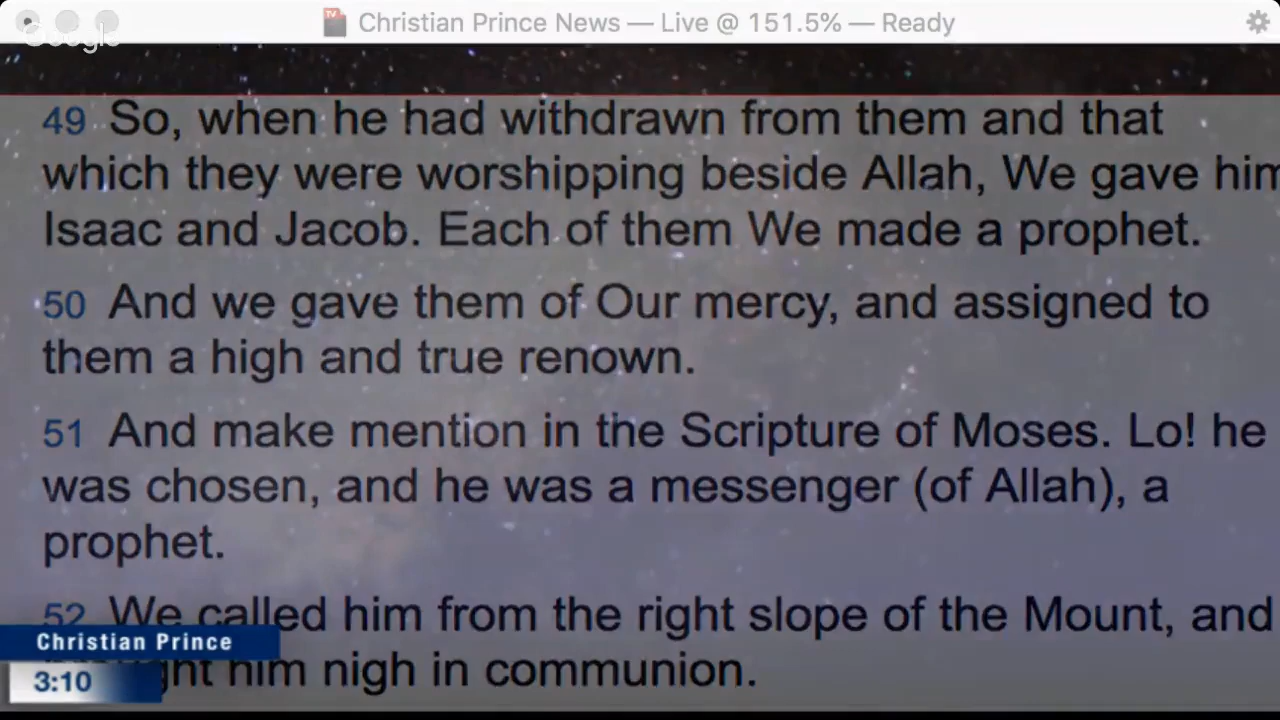 Google
Christian Prince News — Live @ 151.5% — Ready
49 So, when he had withdrawn from them and that
which they were worshipping beside Allah, We gave him
Isaac and Jacob. Each of them We made a prophet.
50 And we gave them of Our mercy, and assigned to
them a high and true renown.
51 And make mention in the Scripture of Moses. Lo! he
was chosen, and he was a messenger (of Allah), a
prophet.
52 We called him from the right slope of the Mount, and
him nigh in communion.
Christian Prince
3:10